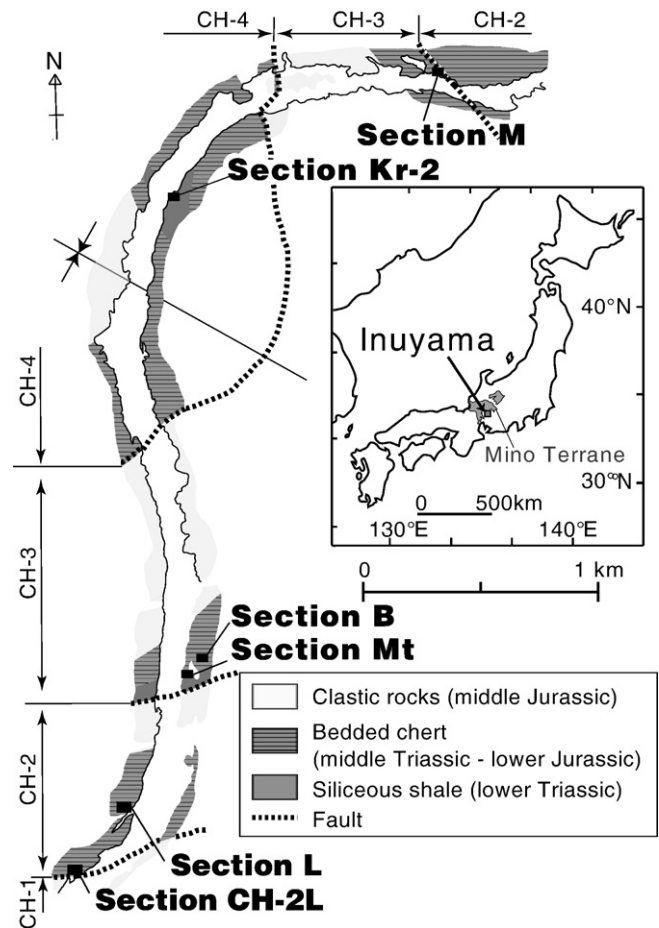 CH-4
CH-3
CH-2
N
Section M
Section Kr-2
40°N
Inuyama
CH-4
Mino Terrane
30°N
0 500km
130°E 140°E
0 1 km
CH-3
Section B
Section Mt
Clastic rocks (middle Jurassic)
Bedded chert
(middle Triassic - lower Jurassic)
Siliceous shale (lower Triassic)
Fault
CH-2
Section L
Section CH-2L
CH-1